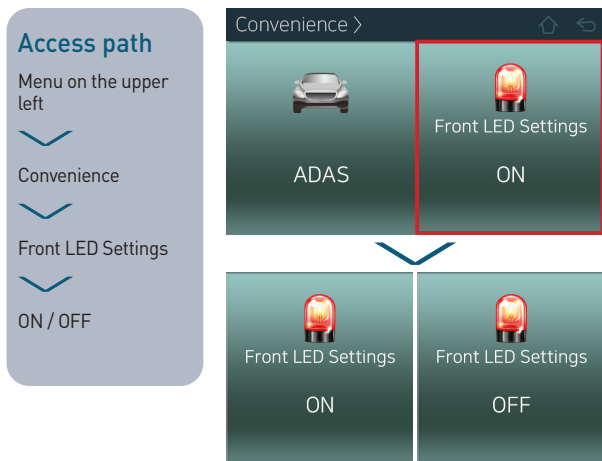 Access path
Menu on the upper
left
Convenience
Front LED Settings
ON / OFF
Convenience >
ADAS
Front LED Settings
ON
Front LED Settings
ON
Front LED Settings
OFF